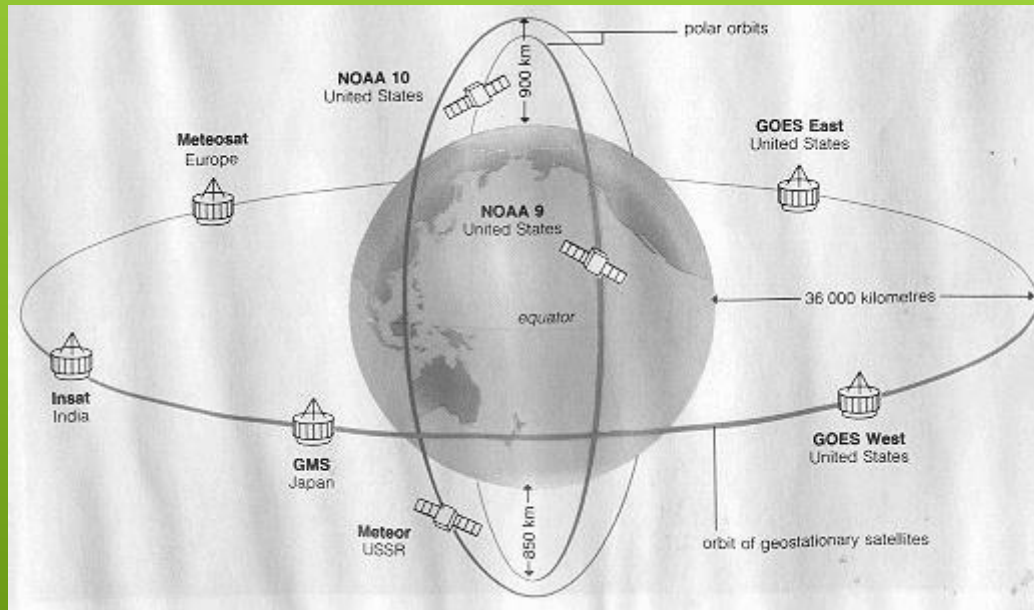 polar orbits
NOAA 10
United States
900 km
Meteosat
Europe
GOES East
United States
NOAA 9
United States
36 000 kilometres
equator
Insat
India
GMS
Japan
GOES West
United States
Meteor
USSR
850 km
orbit of geostationary satellites